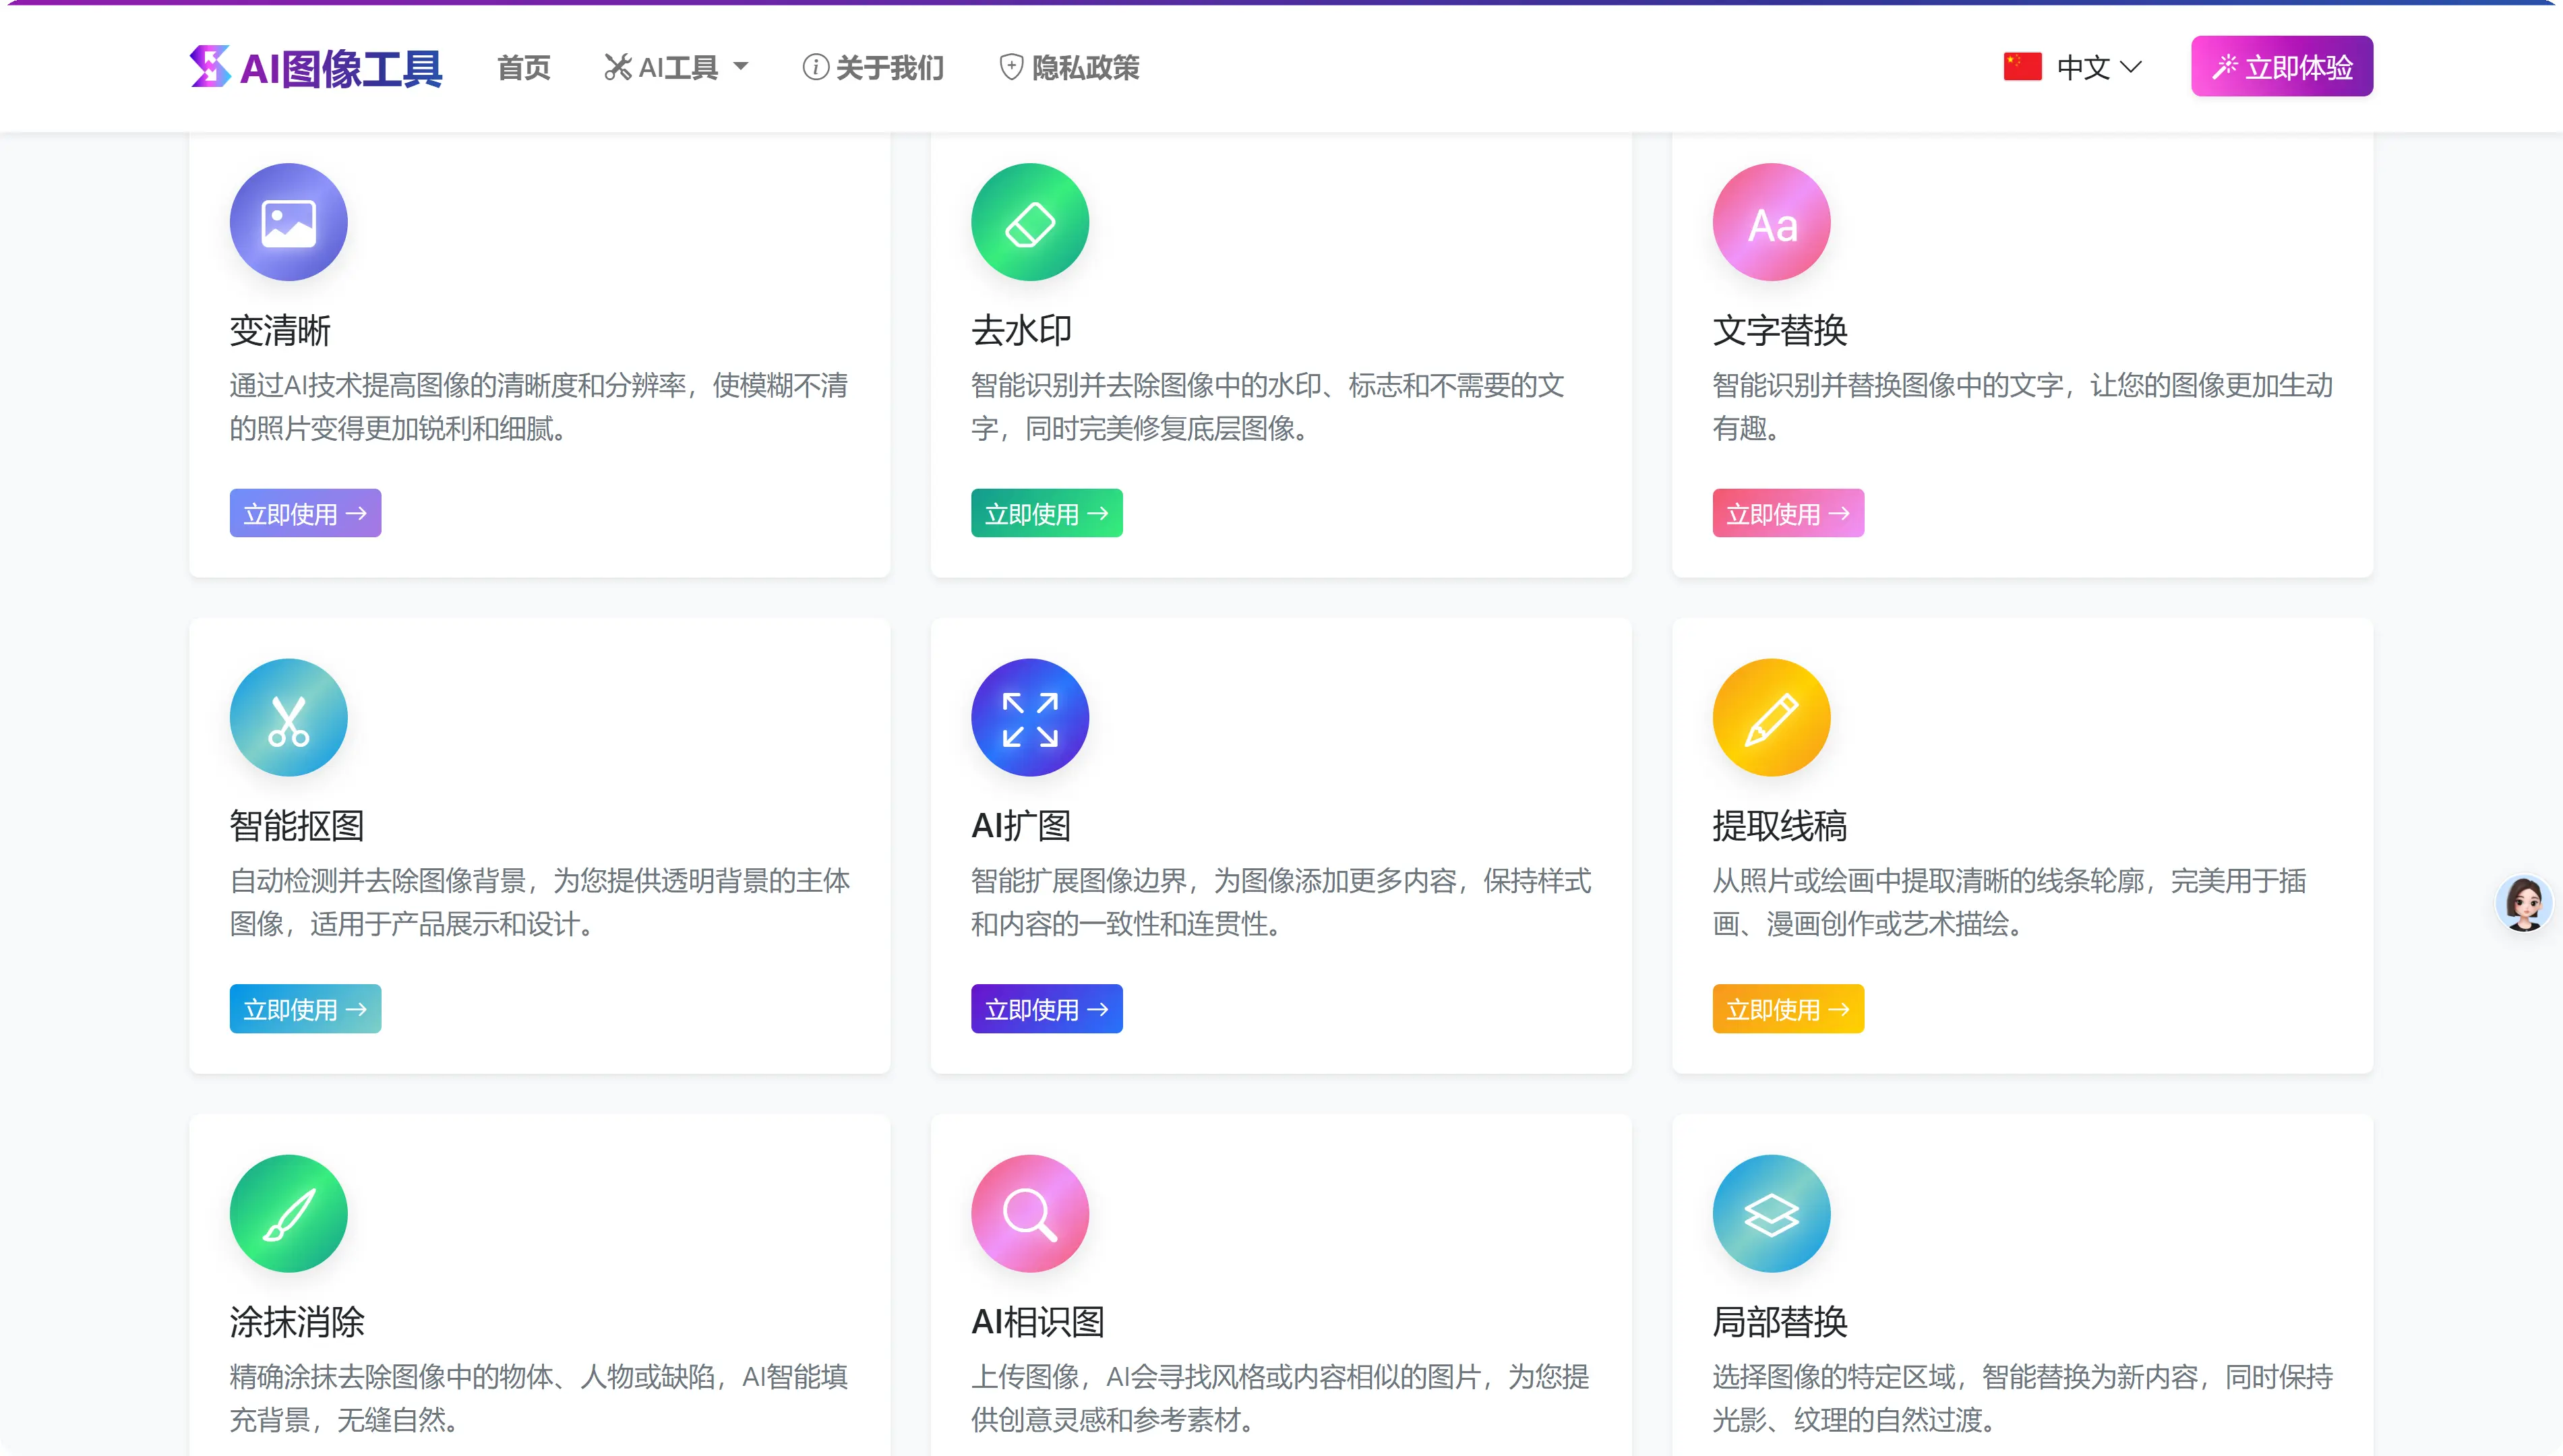 AI图像工具
首页
AI工具
关于我们
隐私政策
中文
立即体验
Aa
变清晰
通过AI技术提高图像的清晰度和分辨率，使模糊不清
的照片变得更加锐利和细腻。
立即使用
去水印
智能识别并去除图像中的水印、标志和不需要的文
字，同时完美修复底层图像。
立即使用
文字替换
智能识别并替换图像中的文字，让您的图像更加生动
有趣。
立即使用
智能抠图
自动检测并去除图像背景，为您提供透明背景的主体
图像，适用于产品展示和设计。
立即使用
AI扩图
智能扩展图像边界，为图像添加更多内容，保持样式
和内容的一致性和连贯性。
立即使用
提取线稿
从照片或绘画中提取清晰的线条轮廓，完美用于插
画、漫画创作或艺术描绘。
立即使用
涂抹消除
精确涂抹去除图像中的物体、人物或缺陷，AI智能填
充背景，无缝自然。
AI相识图
上传图像，AI会寻找风格或内容相似的图片，为您提
供创意灵感和参考素材。
局部替换
选择图像的特定区域，智能替换为新内容，同时保持
光影、纹理的自然过渡。